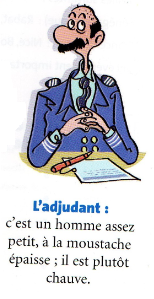 L'adjudant :
c'est un homme assez
petit, à la moustache
épaisse ; il est plutôt
chauve.